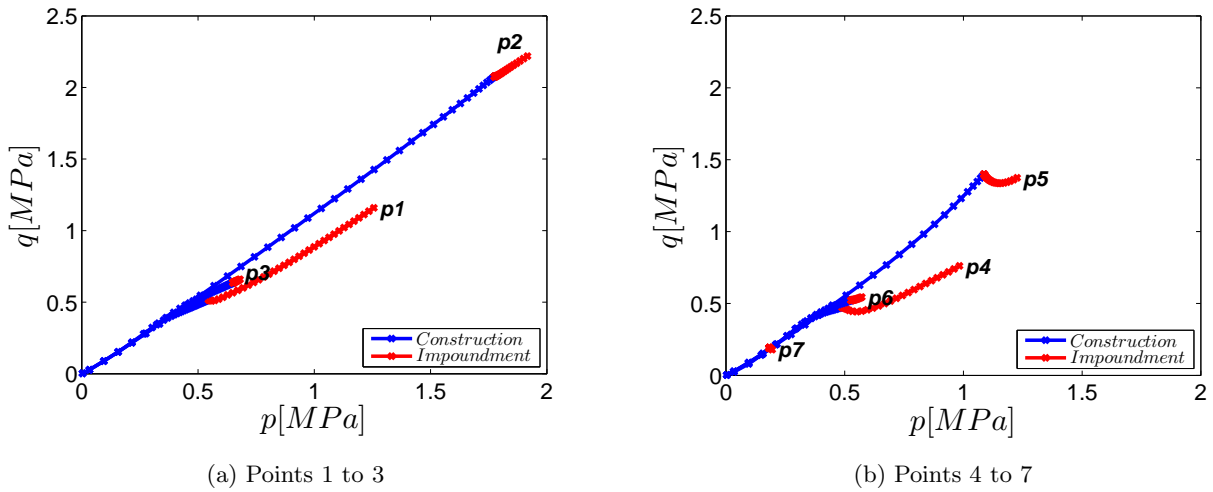 2.5
2
1.5
1
0.5
0
q[MPa]
0
0.5
1
1.5
2
p[MPa]
p2
p1
p3
Construction
Impoundment
(a) Points 1 to 3
2.5
2
1.5
1
0.5
0
q[MPa]
0
0.5
1
1.5
2
p[MPa]
p5
p4
p6
p7
Construction
Impoundment
(b) Points 4 to 7